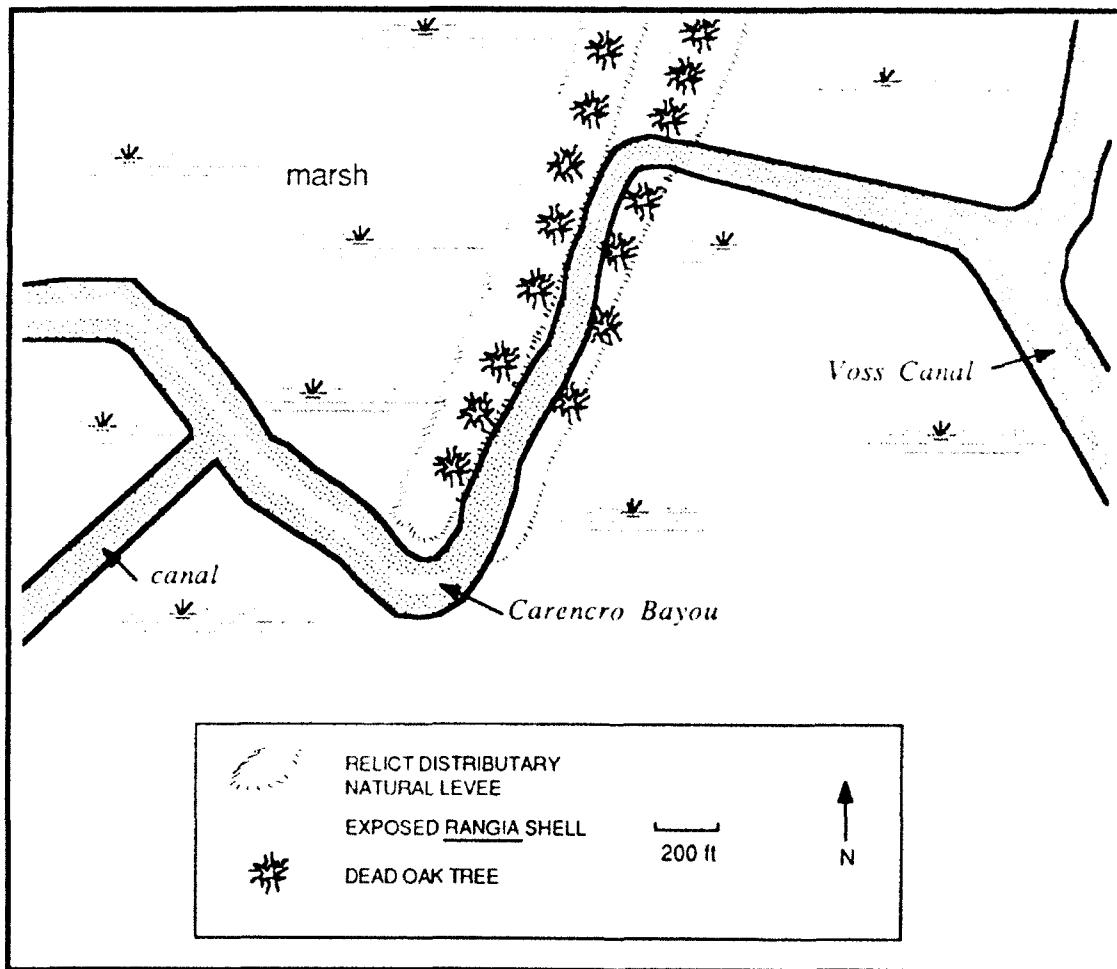 marsh
Voss Canal
canal
Carencro Bayou
RELICT DISTRIBUTARY
NATURAL LEVEE
EXPOSED RANGIA SHELL
200 ft
N
DEAD OAK TREE